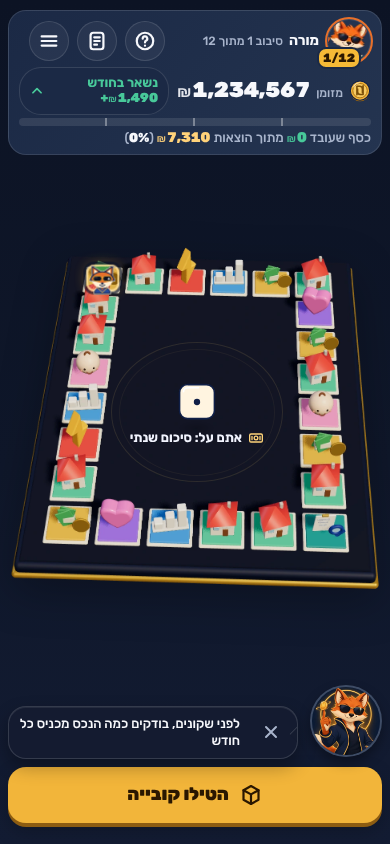 מורה סיבוב 1 מתוך 12
1/12
מזומן ₪1,234,567
נשאר בחודש
+₪1,490
כסף שעובד ₪0 מתוך הוצאות ₪7,310 (0%)
אתם על: סיכום שנתי
לפני שקונים, בודקים כמה הנכס מכניס כל
חודש
הטילו קובייה